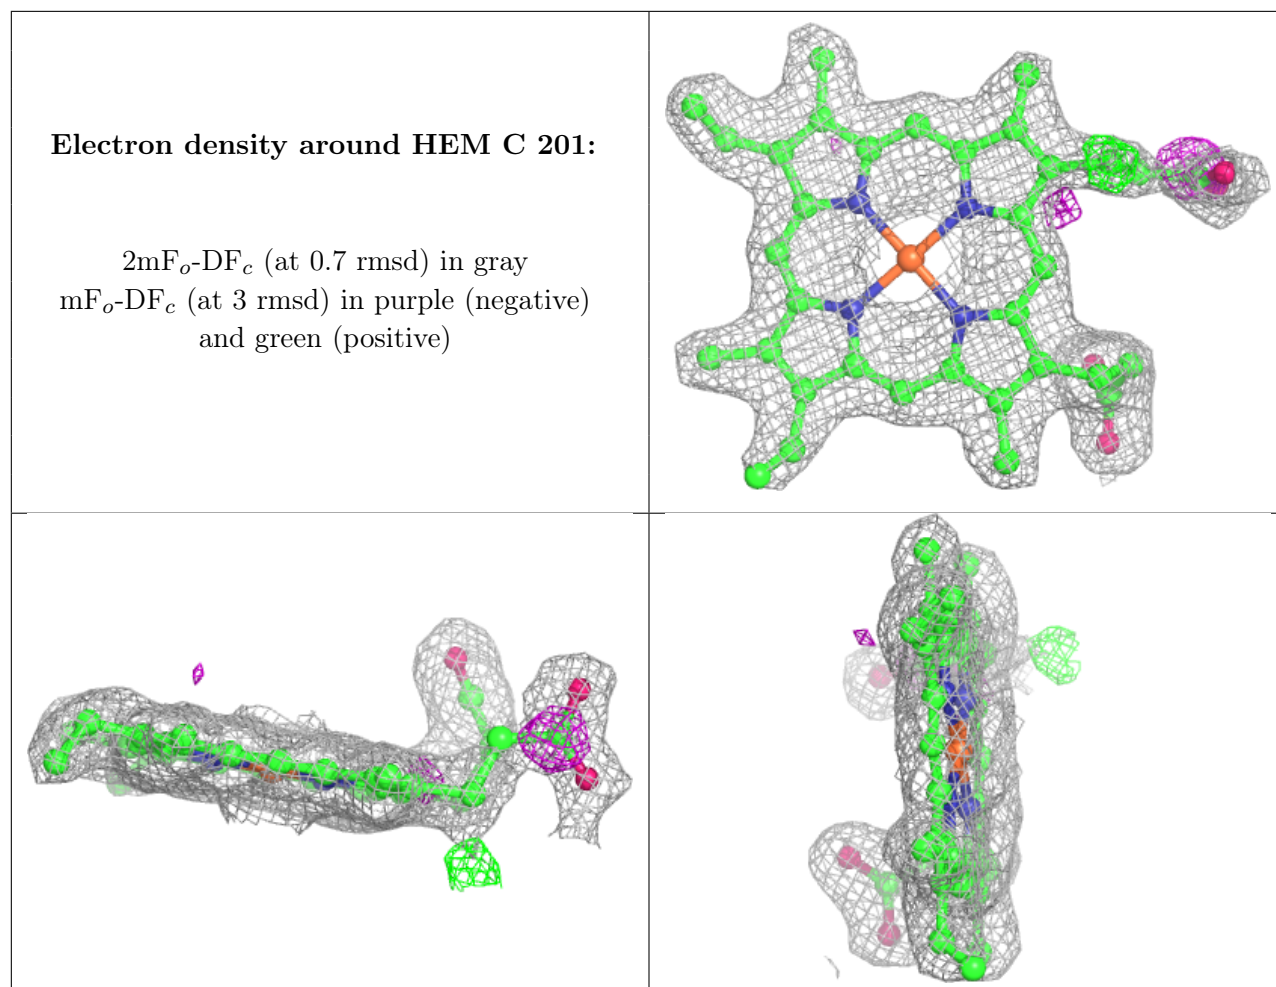 Electron density around HEM C 201:
2mFₒ-DF𝑐 (at 0.7 rmsd) in gray
mFₒ-DF𝑐 (at 3 rmsd) in purple (negative)
and green (positive)